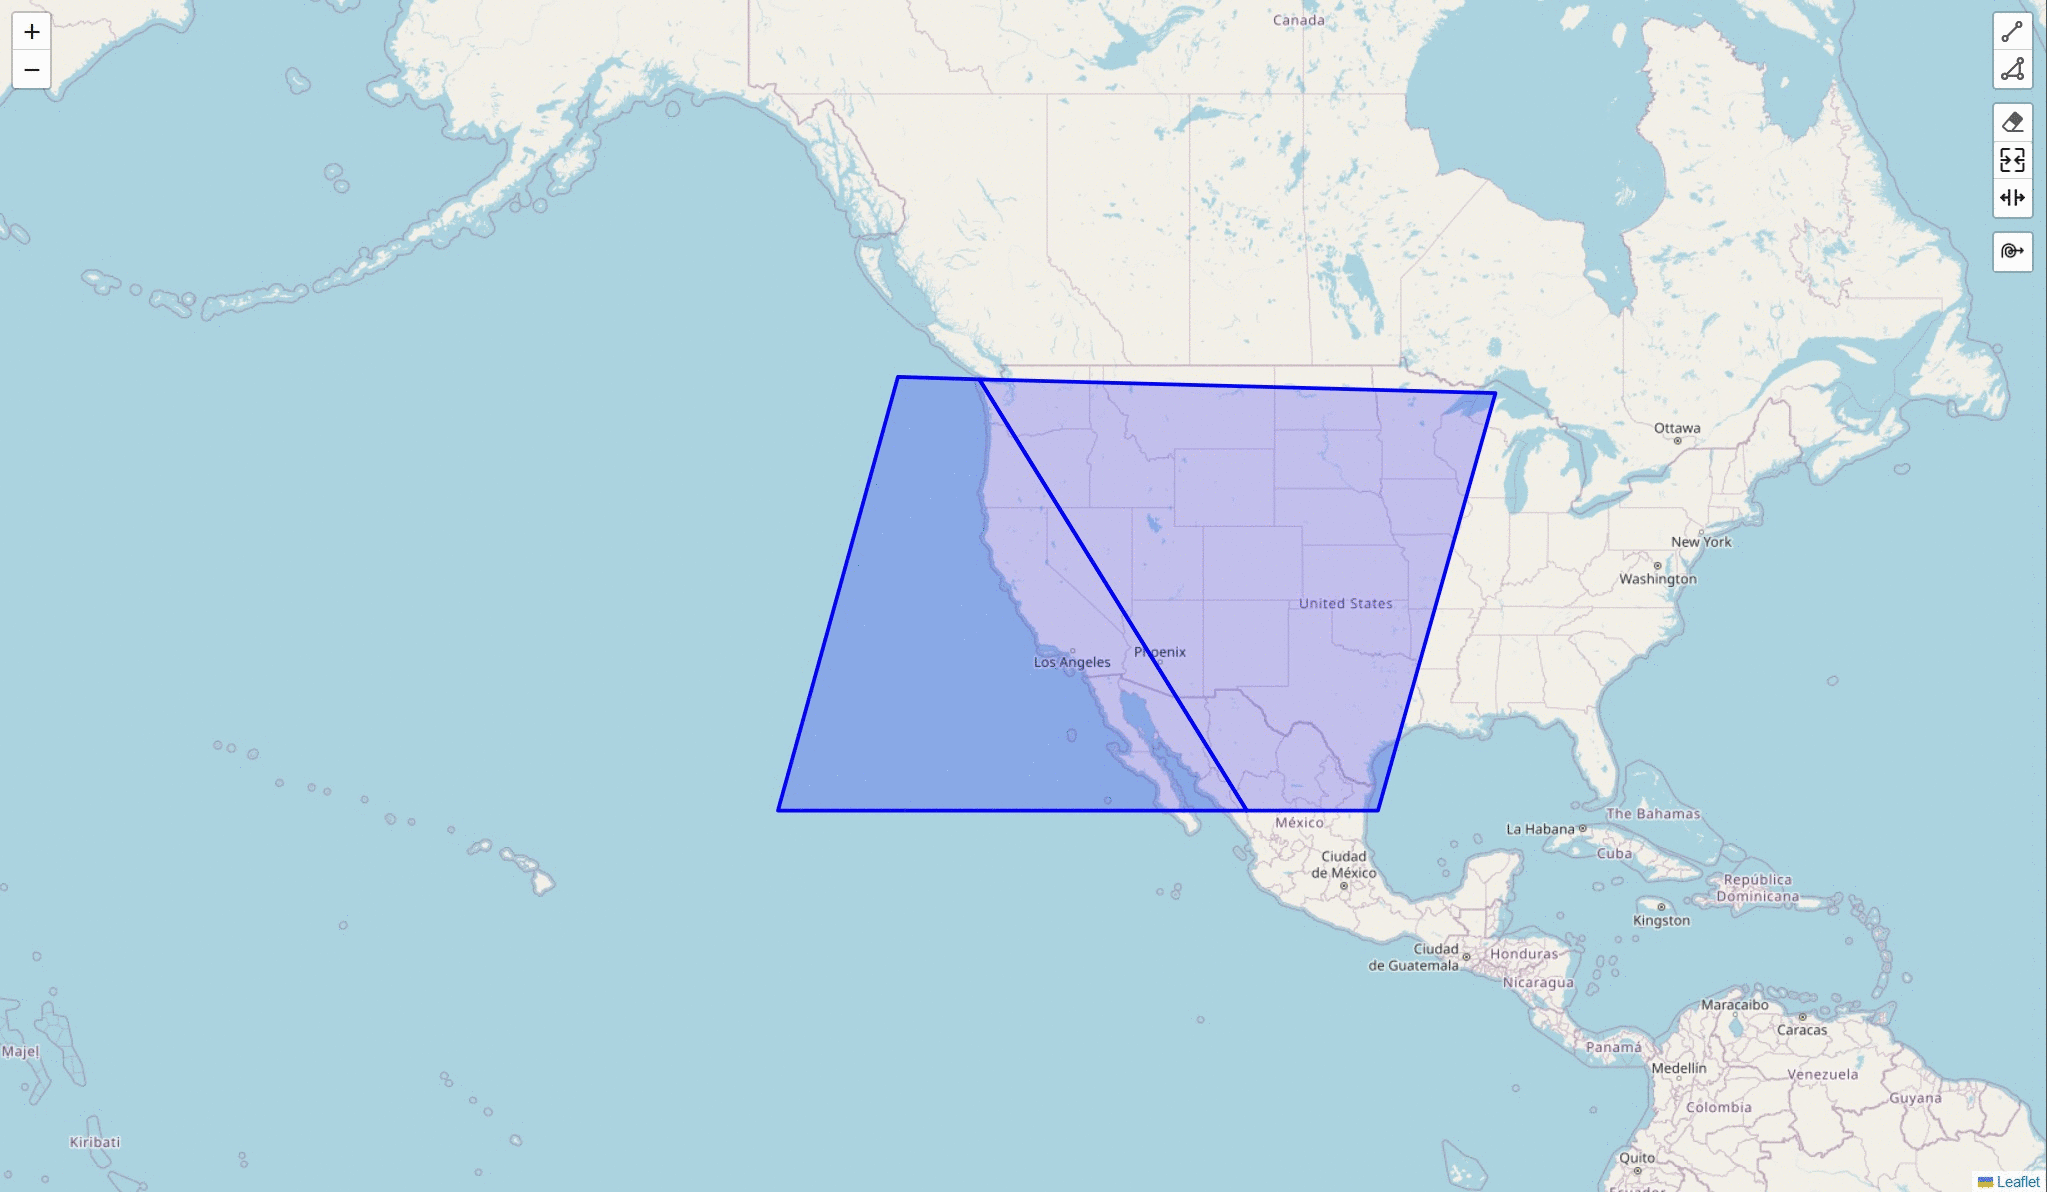 +
Canada
−
Ottawa
New York
Washington
United States
Phoenix
Los Angeles
The Bahamas
México
La Habana
Cuba
Ciudad
de México
República
Dominicana
Kingston
Ciudad
de Guatemala
Honduras
Nicaragua
Maracaibo
Caracas
Majel
Panamá
Medellín
Venezuela
Guyana
Colombia
Kiribati
Quito
Ecuador
Leaflet